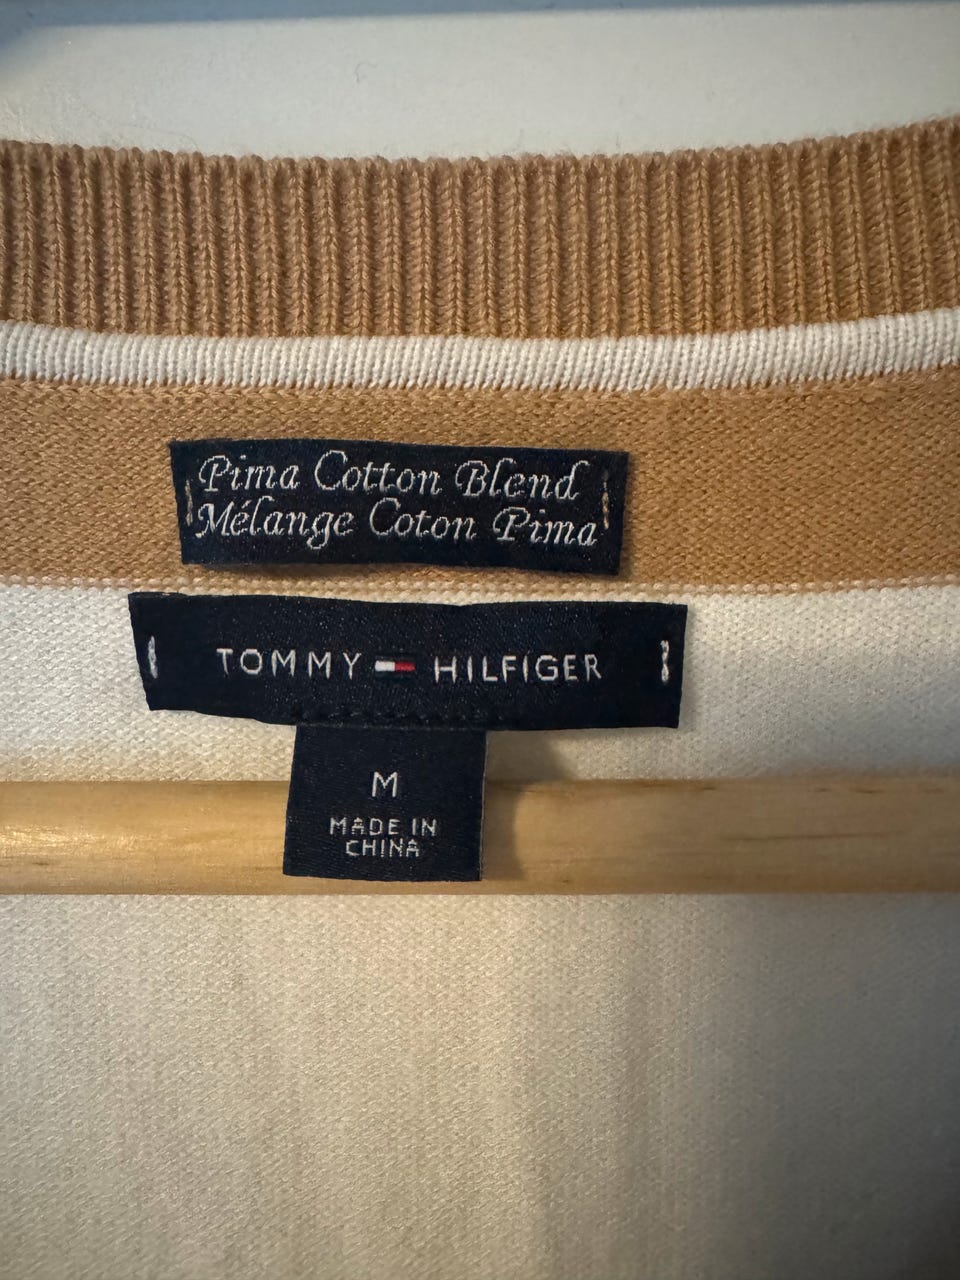 Pima Cotton Blend
Mélange Coton Pima
TOMMY HILFIGER
M
MADE IN
CHINA